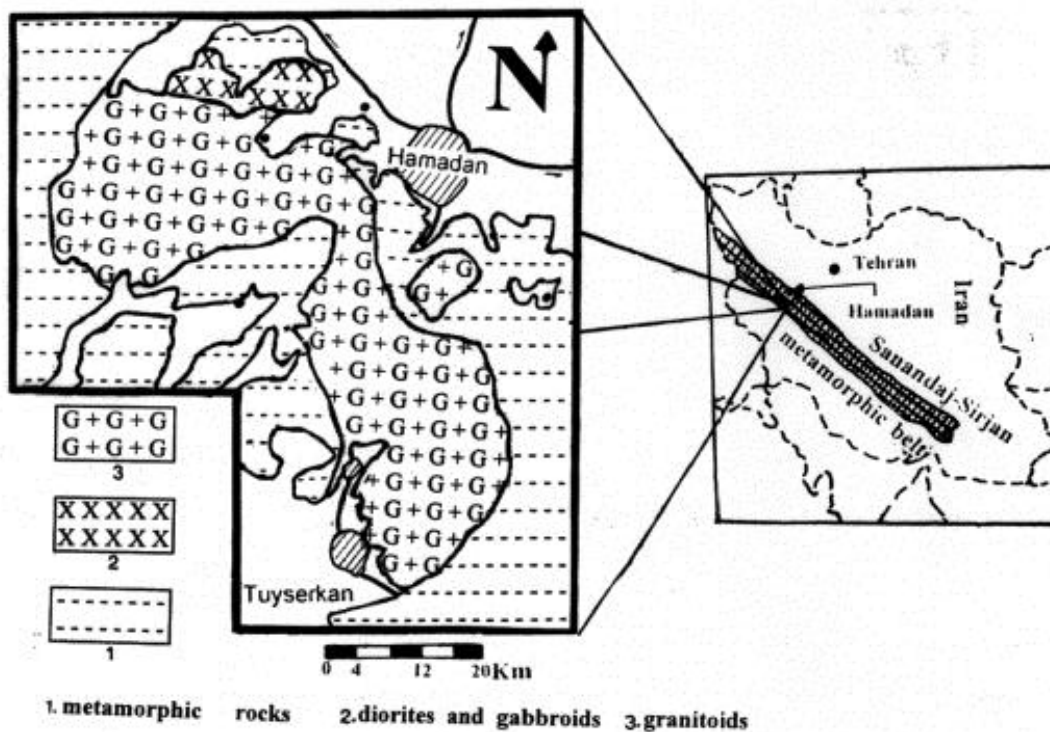 N
Hamadan
Tuyserkan
G+G+G
G+G+G
3
XXXXX
XXXXX
2
1
0 4 12 20Km
Tehran
Hamadan
Iran
Sanandaj-Sirjan
metamorphic belt
1. metamorphic rocks 2.diorites and gabbroids 3.granitoids